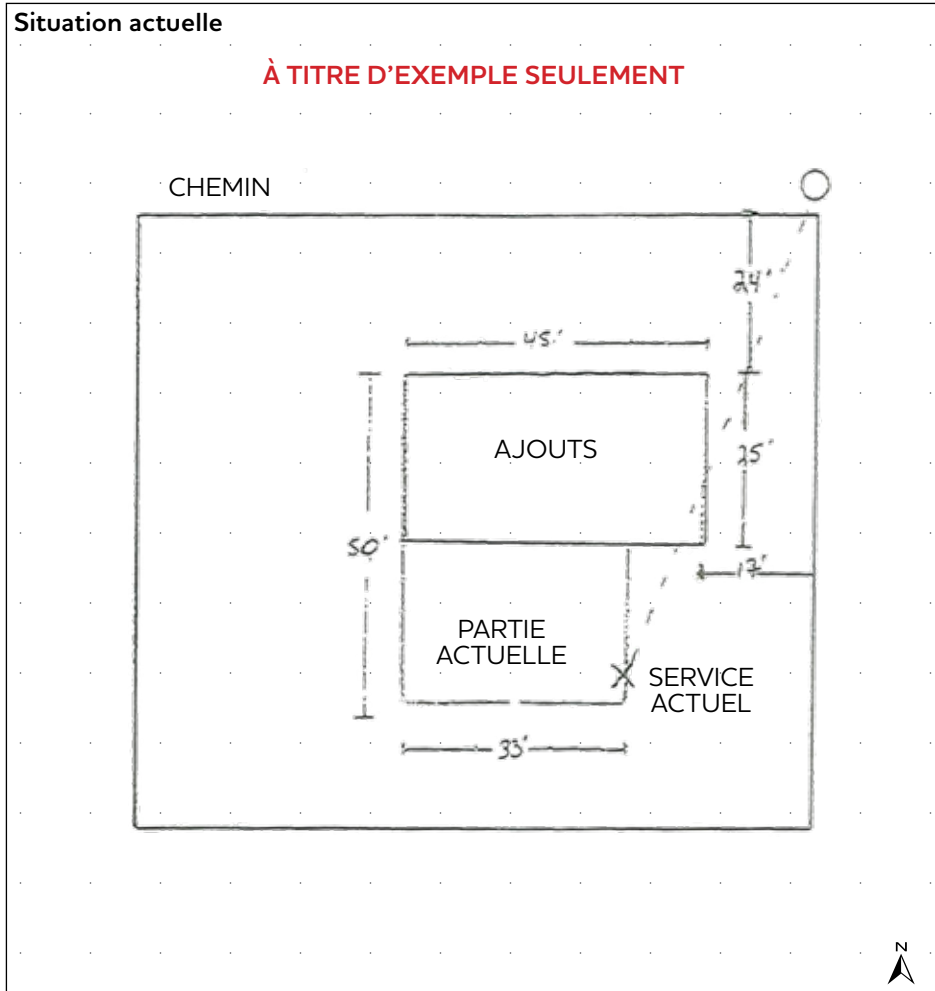 Situation actuelle
À TITRE D'EXEMPLE SEULEMENT
CHEMIN
24'
45'
AJOUTS
25'
50'
17'
PARTIE
ACTUELLE
SERVICE
ACTUEL
33'
N